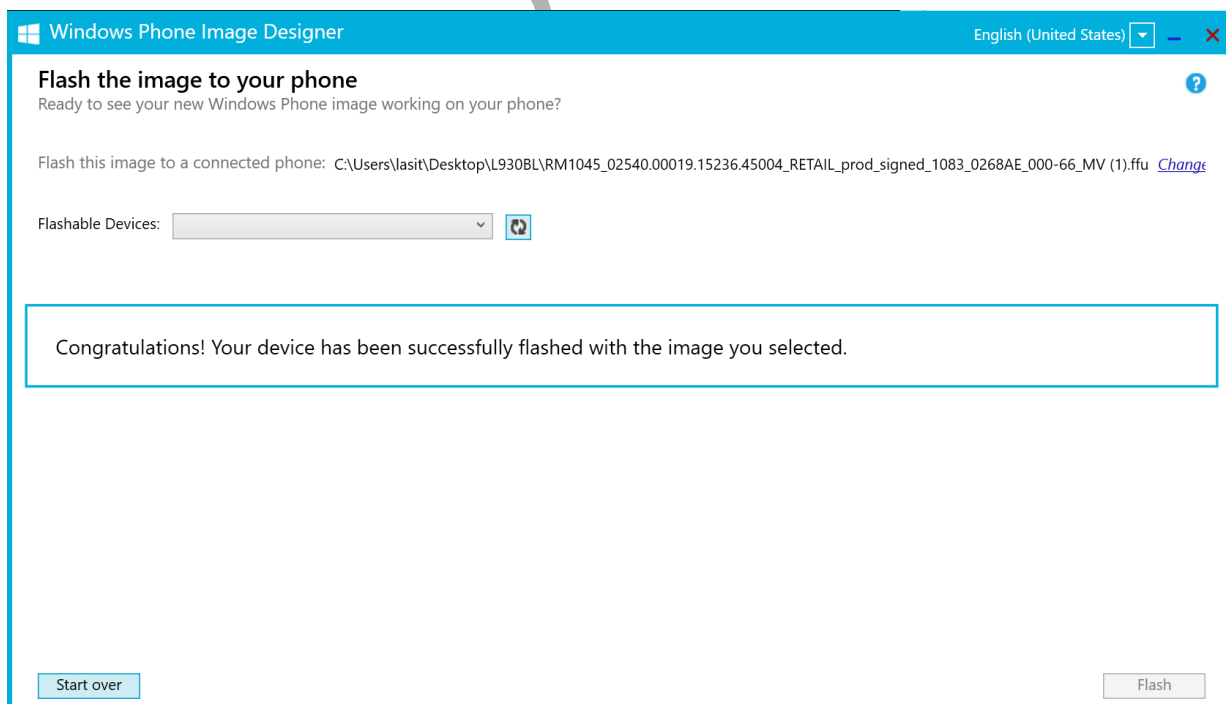 Windows Phone Image Designer
English (United States)
Flash the image to your phone
Ready to see your new Windows Phone image working on your phone?
Flash this image to a connected phone: C:\Users\lasit\Desktop\L930BL\RM1045_02540.00019.15236.45004_RETAIL_prod_signed_1083_0268AE_000-66_MV (1).ffu Change
Flashable Devices:
Congratulations! Your device has been successfully flashed with the image you selected.
Start over
Flash